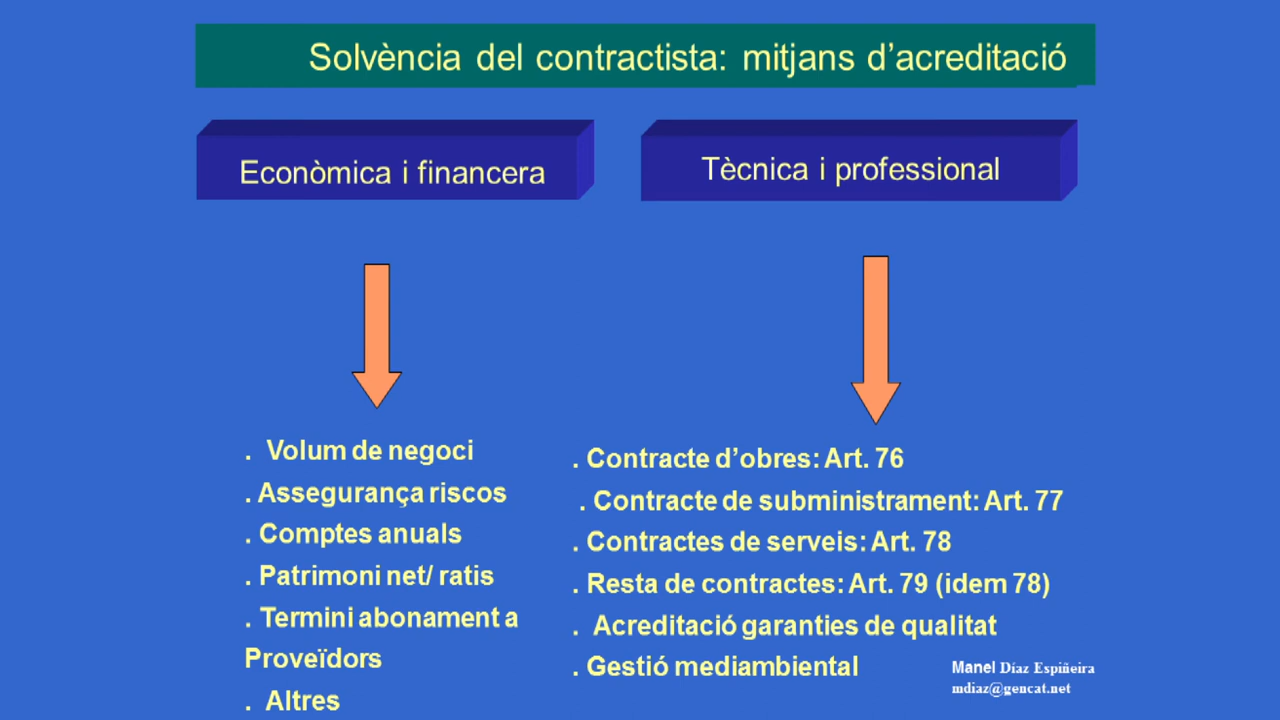 Solvència del contractista: mitjans d’acreditació
Econòmica i financera
Tècnica i professional
. Volum de negoci
. Assegurança riscos
. Comptes anuals
. Patrimoni net/ ratis
. Termini abonament a
Proveïdors
. Altres
. Contracte d’obres: Art. 76
. Contracte de subministrament: Art. 77
. Contractes de serveis: Art. 78
. Resta de contractes: Art. 79 (idem 78)
. Acreditació garanties de qualitat
. Gestió mediambiental
Manel Díaz Espiñeira
mdiaz@gencat.net